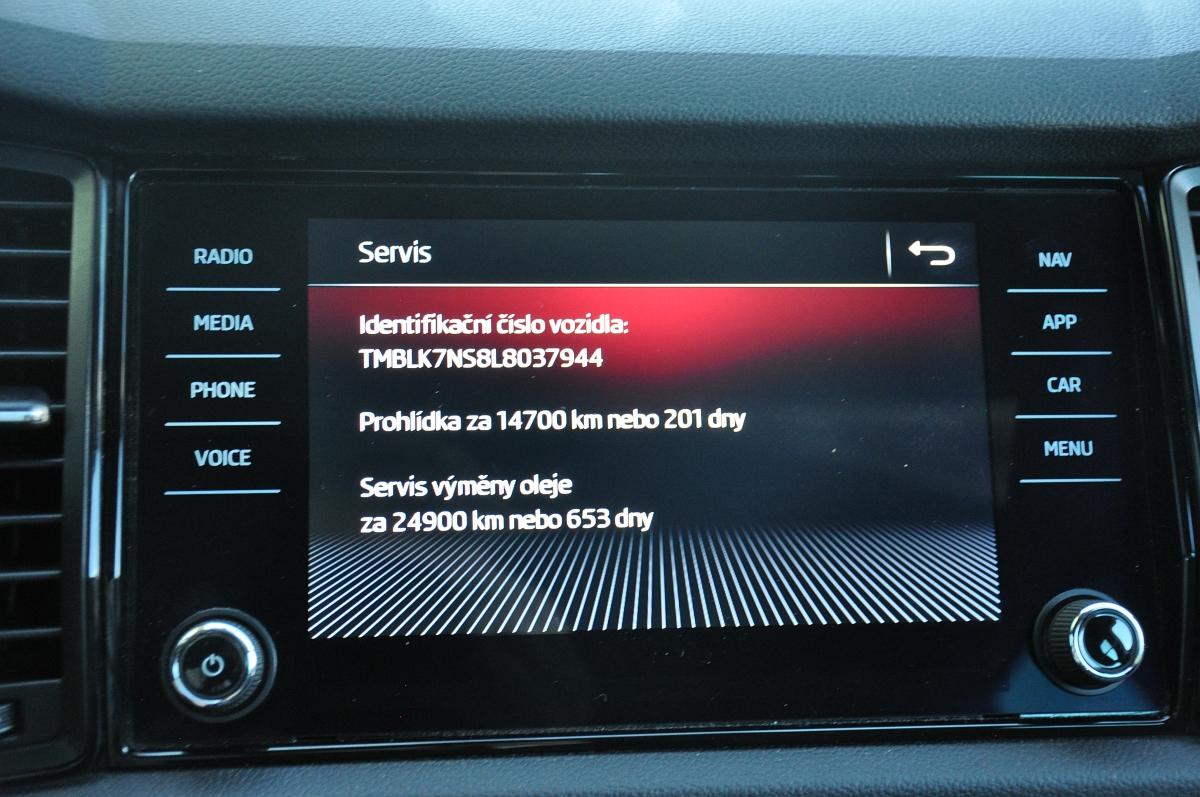 Servis
RADIO
MEDIA
PHONE
VOICE
Identifikační číslo vozidla:
TMBLK7NS8L8037944
Prohlídka za 14700 km nebo 201 dny
Servis výměny oleje
za 24900 km nebo 653 dny
NAV
APP
CAR
MENU